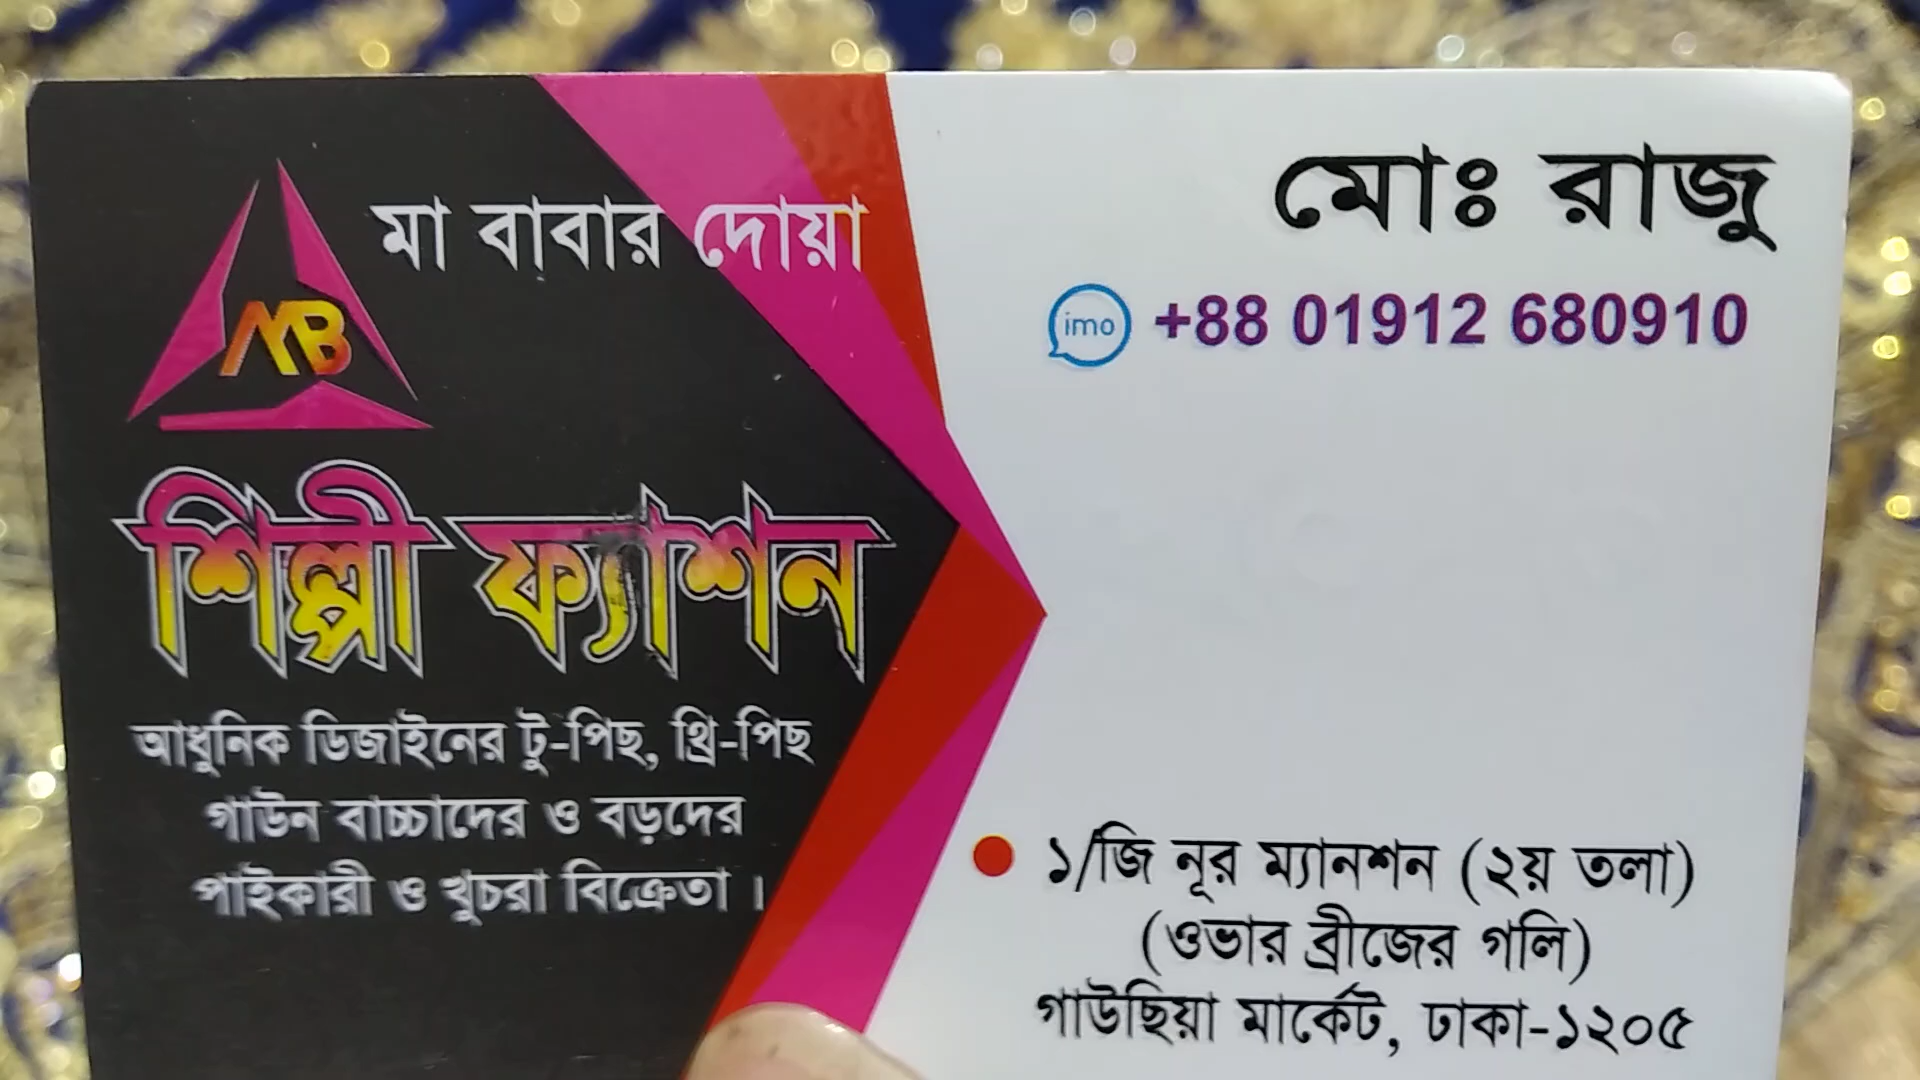 মা বাবার দোয়া
MB
শিল্পী ফ্যাশন
আধুনিক ডিজাইনের টু-পিছ, থ্রি-পিছ
গাউন বাচ্চাদের ও বড়দের
পাইকারী ও খুচরা বিক্রেতা।
মোঃ রাজু
imo +88 01912 680910
১/জি নূর ম্যানশন (২য় তলা)
(ওভার ব্রীজের গলি)
গাউছিয়া মার্কেট, ঢাকা-১২০৫